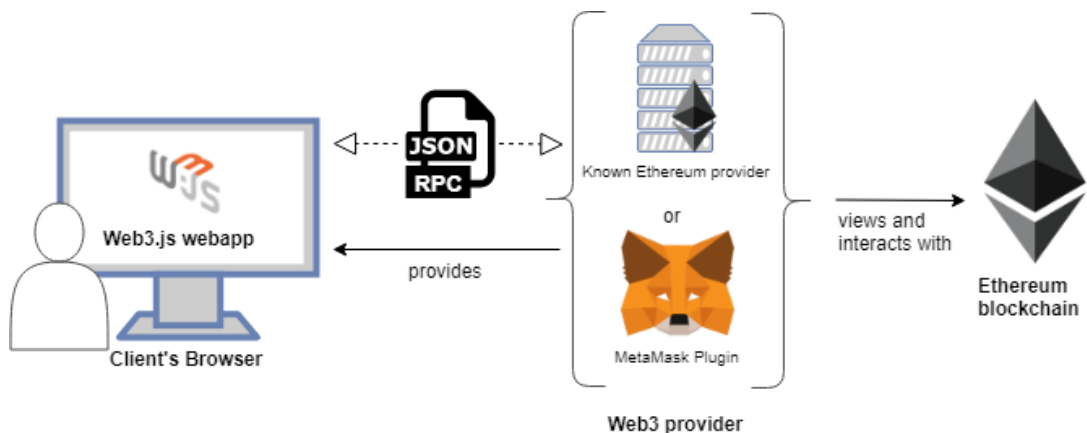 W3JS
Web3.js webapp
Client's Browser
JSON
RPC
provides
Known Ethereum provider
or
MetaMask Plugin
Web3 provider
views and
interacts with
Ethereum
blockchain